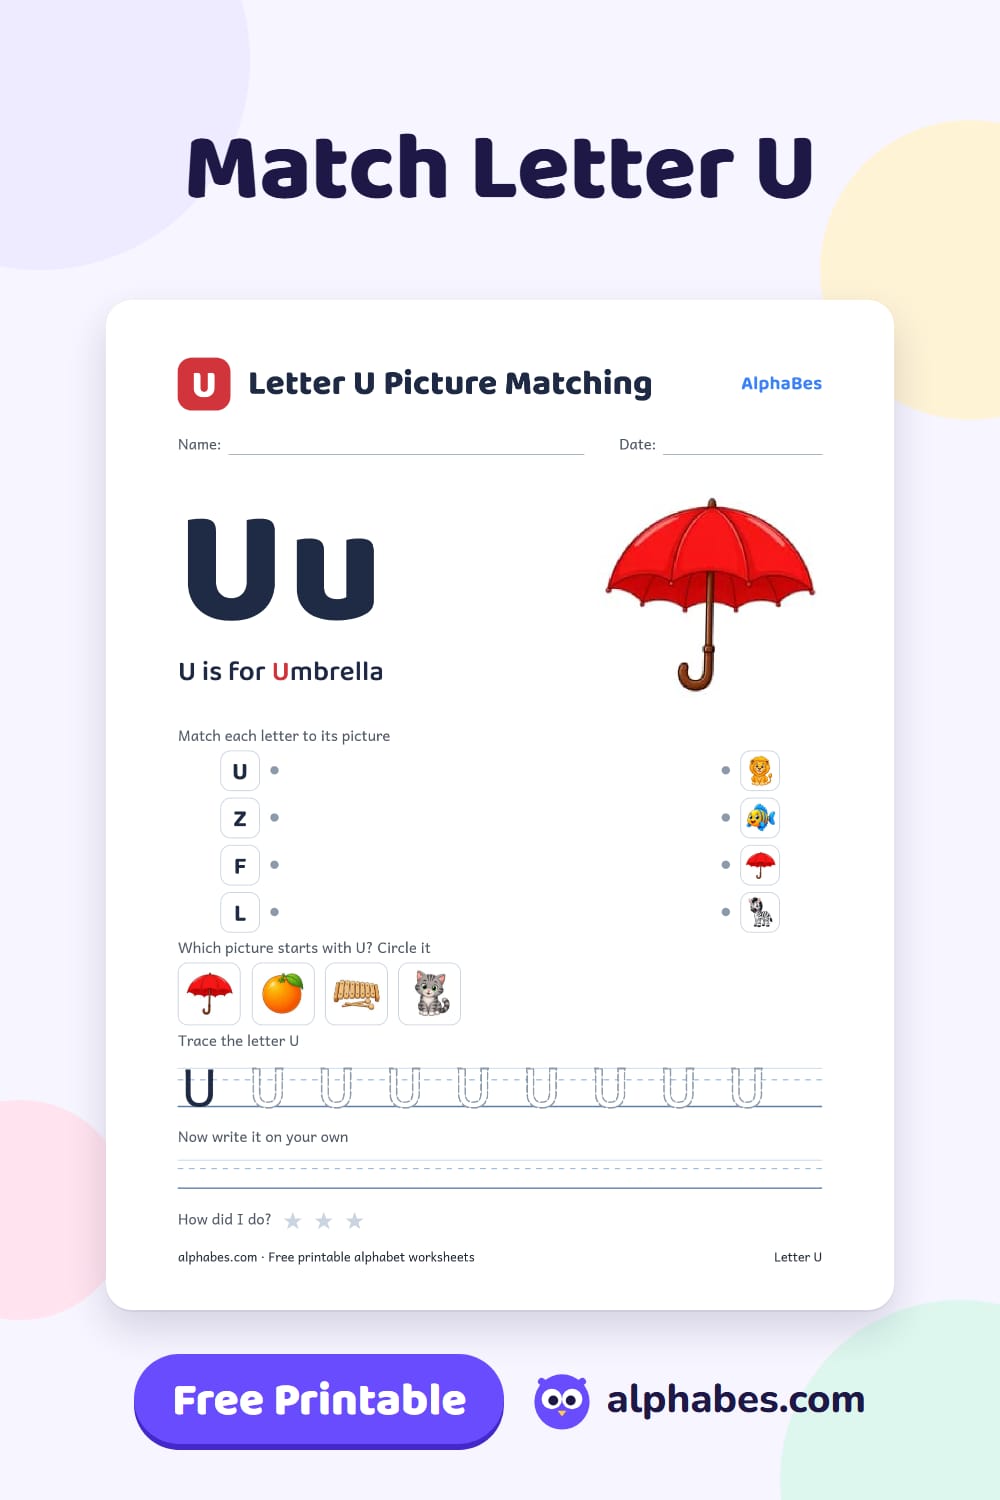 Match Letter U
U Letter U Picture Matching AlphaBes
Name: Date:
Uu
U is for Umbrella
Match each letter to its picture
U
Z
F
L
Which picture starts with U? Circle it
Trace the letter U
U U U U U U U U U
Now write it on your own
How did I do?
alphabes.com · Free printable alphabet worksheets Letter U
Free Printable alphabes.com